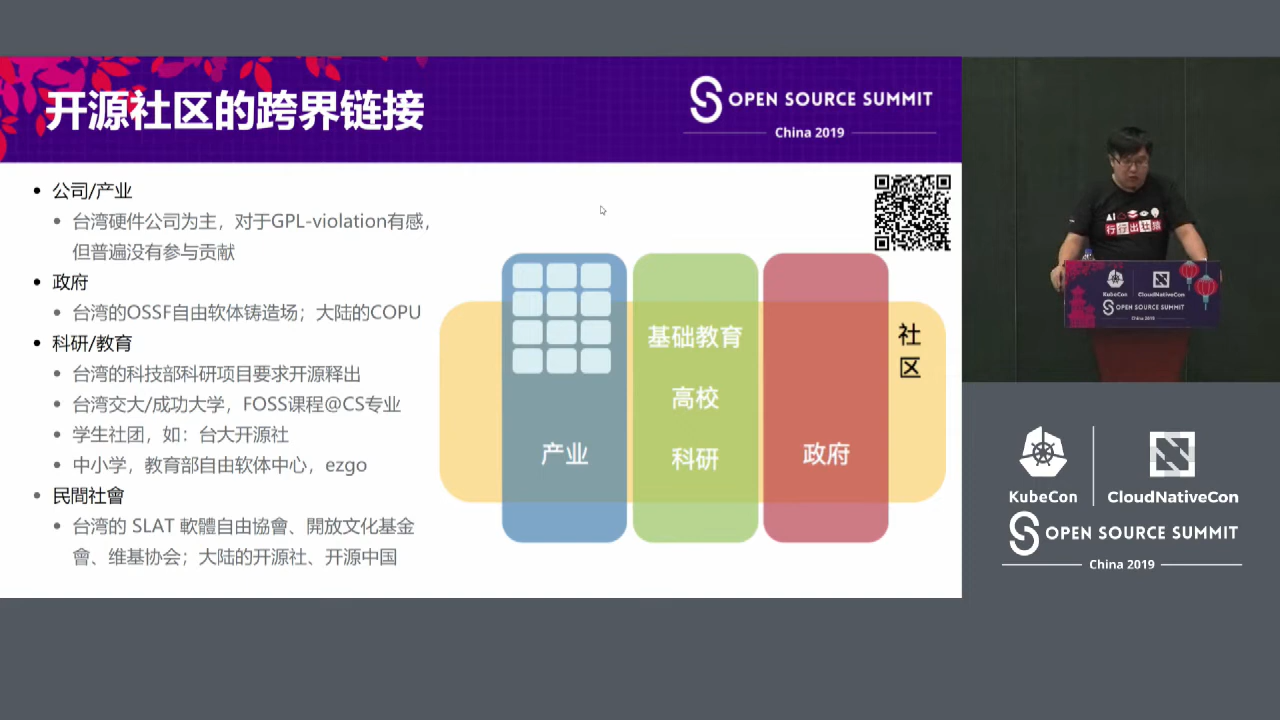 开源社区的跨界链接
OPEN SOURCE SUMMIT
China 2019
公司/产业
台湾硬件公司为主，对于GPL-violation有感，
但普遍没有参与贡献
政府
台湾的OSSF自由软体铸造场；大陆的COPU
科研/教育
台湾的科技部科研项目要求开源释出
台湾交大/成功大学，FOSS课程@CS专业
学生社团，如：台大开源社
中小学，教育部自由软体中心，ezgo
民間社會
台湾的 SLAT 軟體自由協會、開放文化基金
會、维基协会；大陆的开源社、开源中国
产业
基础教育
高校
科研
政府
社
区
KubeCon
CloudNativeCon
OPEN SOURCE SUMMIT
China 2019
KubeCon
CloudNativeCon
OPEN SOURCE SUMMIT
China 2019